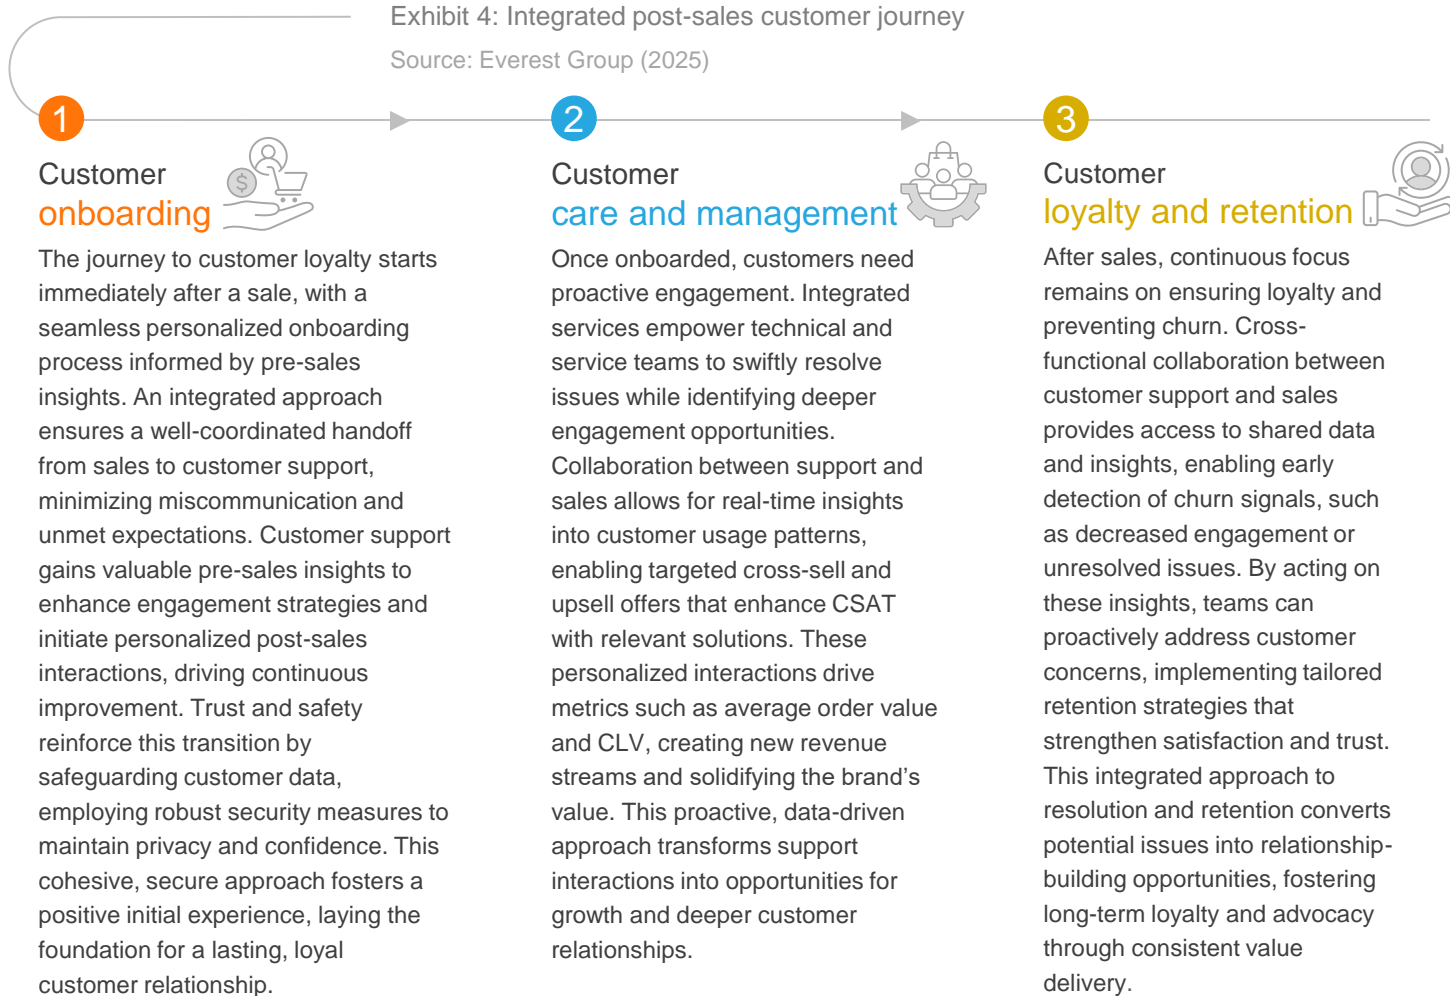 Exhibit 4: Integrated post-sales customer journey
Source: Everest Group (2025)
1
Customer
onboarding
$
The journey to customer loyalty starts
immediately after a sale, with a
seamless personalized onboarding
process informed by pre-sales
insights. An integrated approach
ensures a well-coordinated handoff
from sales to customer support,
minimizing miscommunication and
unmet expectations. Customer support
gains valuable pre-sales insights to
enhance engagement strategies and
initiate personalized post-sales
interactions, driving continuous
improvement. Trust and safety
reinforce this transition by
safeguarding customer data,
employing robust security measures to
maintain privacy and confidence. This
cohesive, secure approach fosters a
positive initial experience, laying the
foundation for a lasting, loyal
customer relationship.
2
Customer
care and management
Once onboarded, customers need
proactive engagement. Integrated
services empower technical and
service teams to swiftly resolve
issues while identifying deeper
engagement opportunities.
Collaboration between support and
sales allows for real-time insights
into customer usage patterns,
enabling targeted cross-sell and
upsell offers that enhance CSAT
with relevant solutions. These
personalized interactions drive
metrics such as average order value
and CLV, creating new revenue
streams and solidifying the brand's
value. This proactive, data-driven
approach transforms support
interactions into opportunities for
growth and deeper customer
relationships.
3
Customer
loyalty and retention
After sales, continuous focus
remains on ensuring loyalty and
preventing churn. Cross-
functional collaboration between
customer support and sales
provides access to shared data
and insights, enabling early
detection of churn signals, such
as decreased engagement or
unresolved issues. By acting on
these insights, teams can
proactively address customer
concerns, implementing tailored
retention strategies that
strengthen satisfaction and trust.
This integrated approach to
resolution and retention converts
potential issues into relationship-
building opportunities, fostering
long-term loyalty and advocacy
through consistent value
delivery.